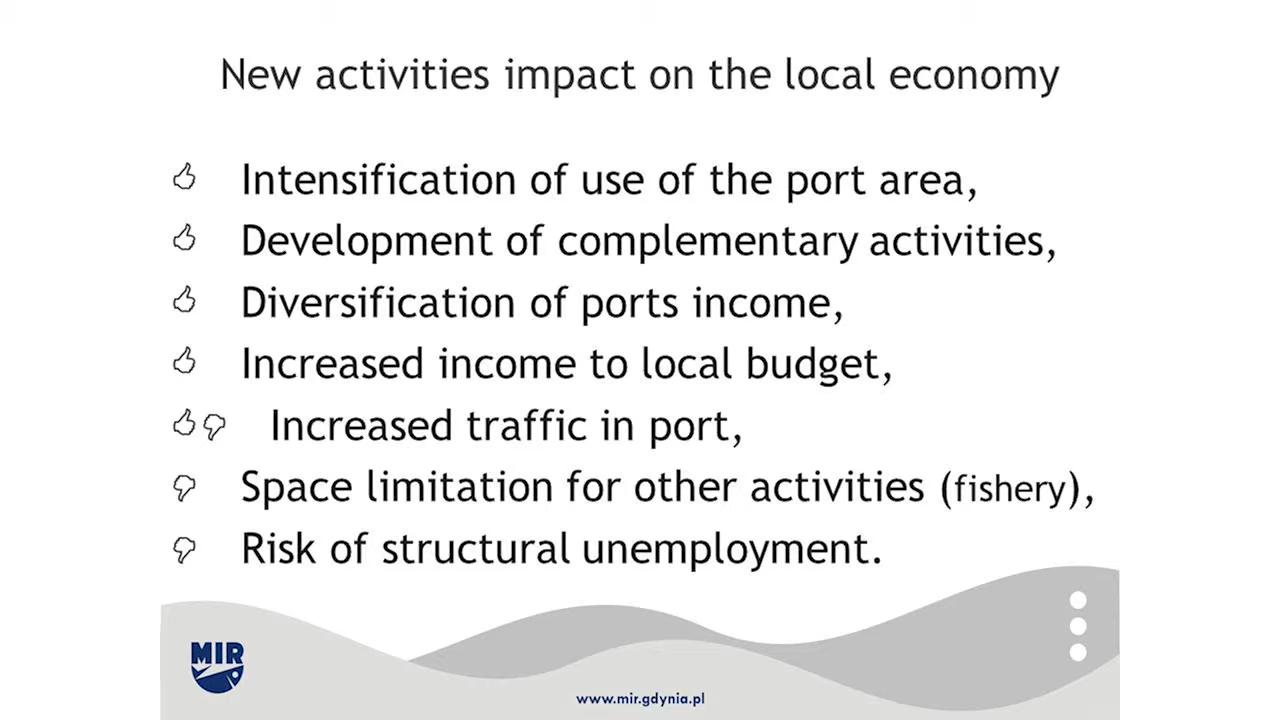 New activities impact on the local economy
Intensification of use of the port area,
Development of complementary activities,
Diversification of ports income,
Increased income to local budget,
Increased traffic in port,
Space limitation for other activities (fishery),
Risk of structural unemployment.
MIR
www.mir.gdynia.pl